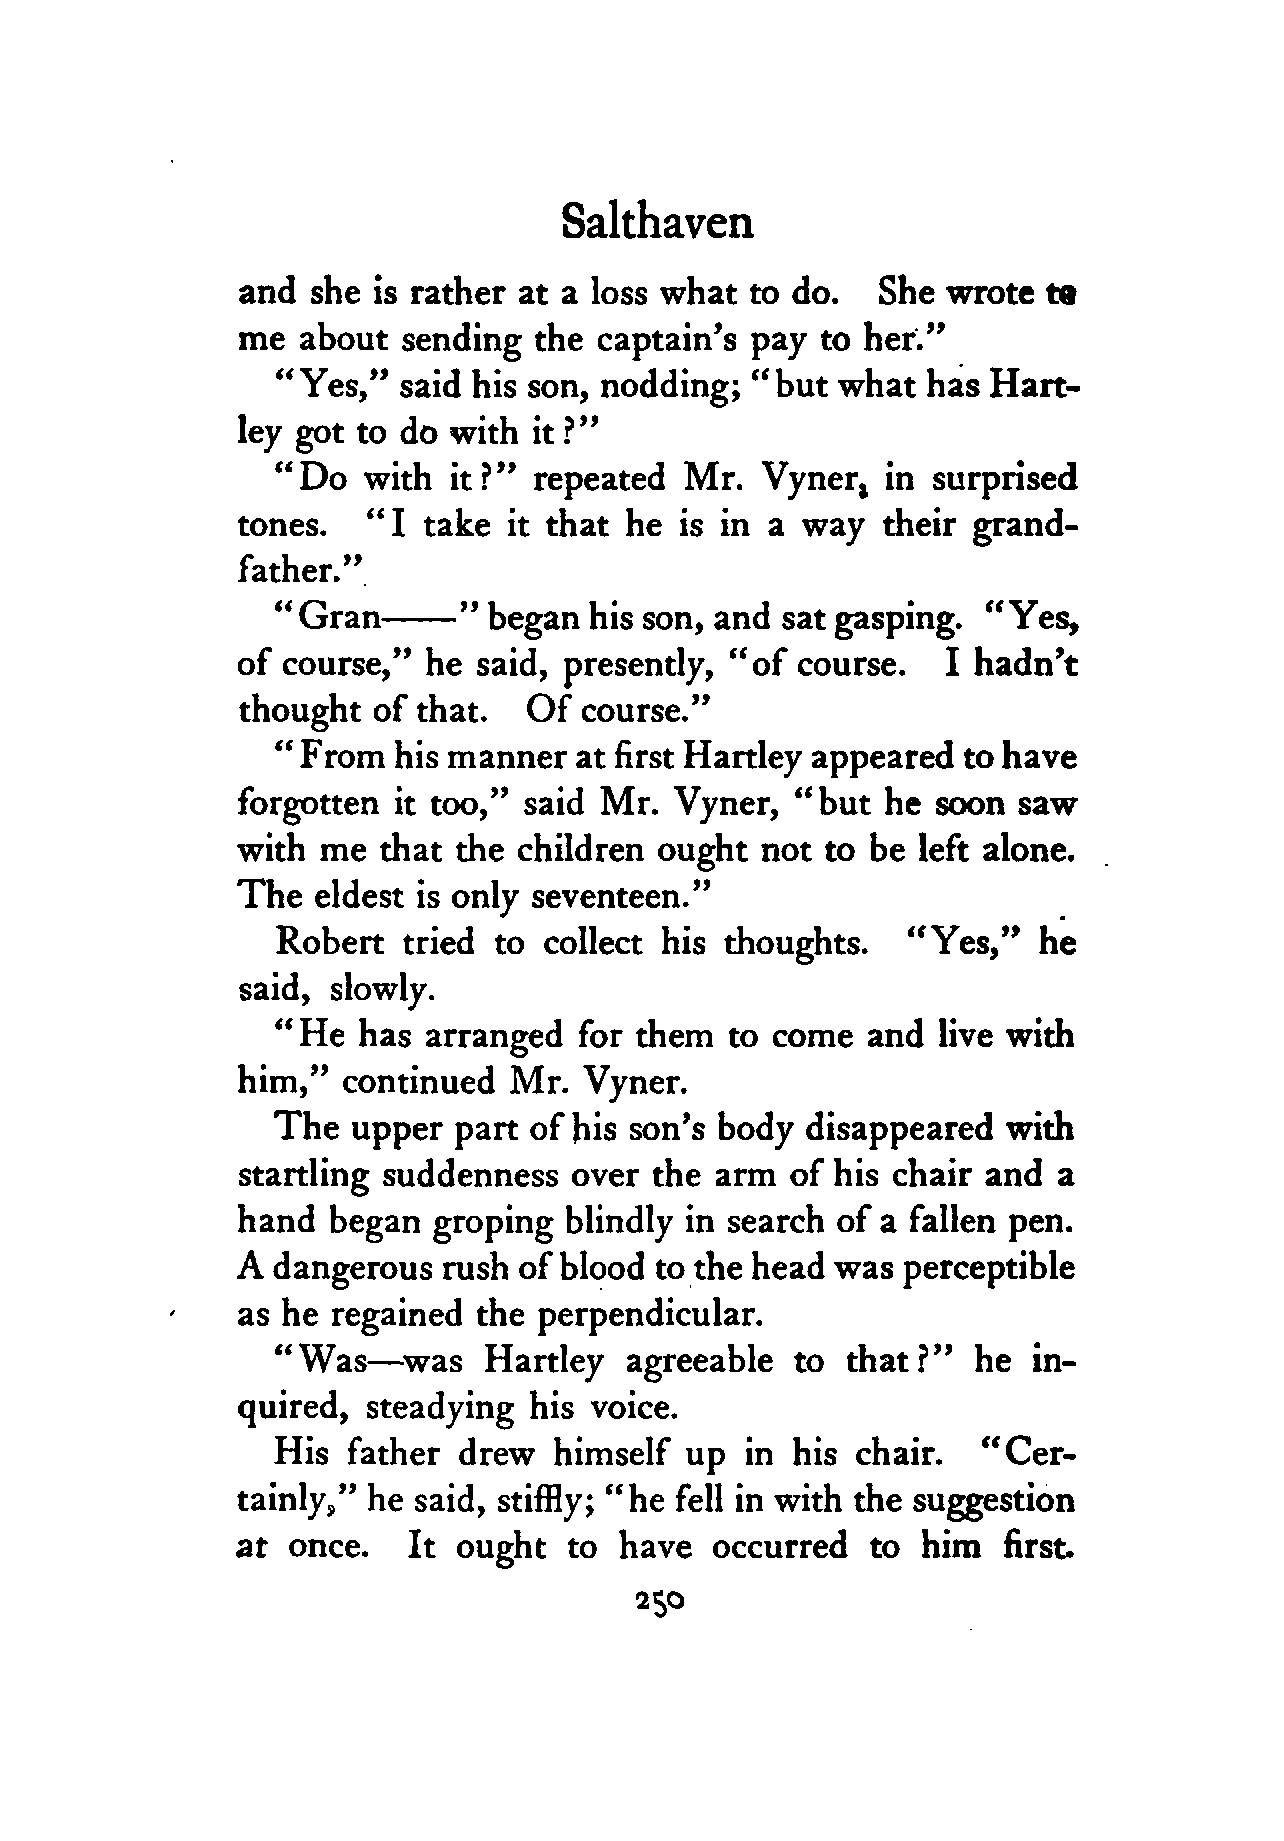 Salthaven
and she is rather at a loss what to do. She wrote to
me about sending the captain's pay to her."
"Yes," said his son, nodding; "but what has Hart-
ley got to do with it?"
"Do with it?" repeated Mr. Vyner, in surprised
tones. "I take it that he is in a way their grand-
father."
"Gran——" began his son, and sat gasping. "Yes,
of course," he said, presently, "of course. I hadn't
thought of that. Of course."
"From his manner at first Hartley appeared to have
forgotten it too," said Mr. Vyner, "but he soon saw
with me that the children ought not to be left alone.
The eldest is only seventeen."
Robert tried to collect his thoughts. "Yes," he
said, slowly.
"He has arranged for them to come and live with
him," continued Mr. Vyner.
The upper part of his son's body disappeared with
startling suddenness over the arm of his chair and a
hand began groping blindly in search of a fallen pen.
A dangerous rush of blood to the head was perceptible
as he regained the perpendicular.
"Was—was Hartley agreeable to that?" he in-
quired, steadying his voice.
His father drew himself up in his chair. "Cer-
tainly," he said, stiffly; "he fell in with the suggestion
at once. It ought to have occurred to him first.
250